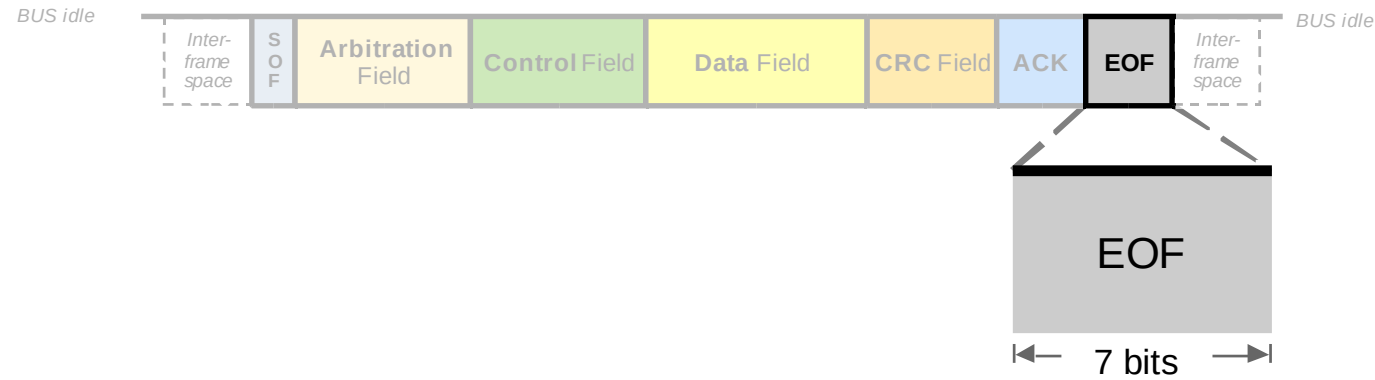 BUS idle
Inter-
frame
space
S
O
F
Arbitration
Field
Control Field
Data Field
CRC Field
ACK
EOF
Inter-
frame
space
BUS idle
EOF
7 bits